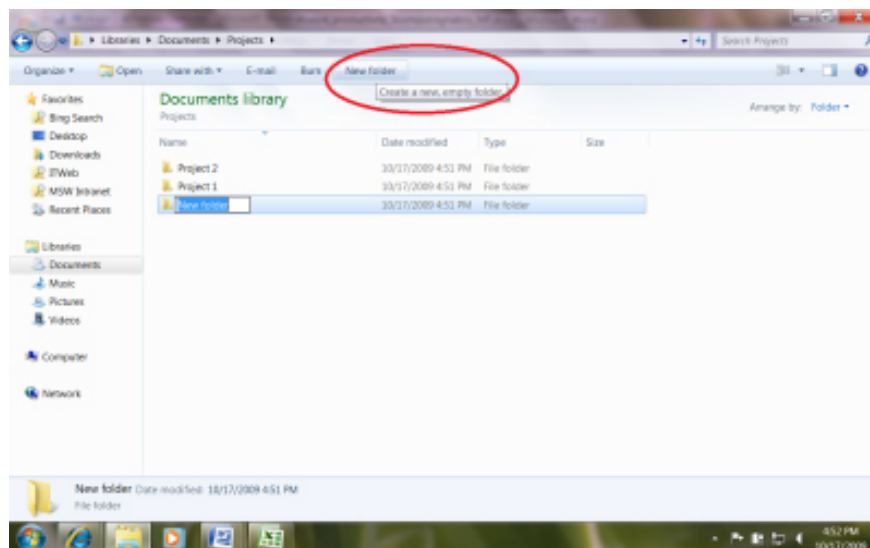 Libraries ▸ Documents ▸ Projects ▸
Search Projects
Organize Open Share with E-mail Burn New folder
Create a new, empty folder.
Favorites
Bing Search
Desktop
Downloads
ITWeb
MSW Intranet
Recent Places
Libraries
Documents
Music
Pictures
Videos
Computer
Network
Documents library
Projects
Arrange by: Folder
Name Date modified Type Size
Project 2 10/17/2009 4:51 PM File folder
Project 1 10/17/2009 4:51 PM File folder
New folder 10/17/2009 4:51 PM File folder
New folder Date modified: 10/17/2009 4:51 PM
File folder
4:52 PM
10/17/2009